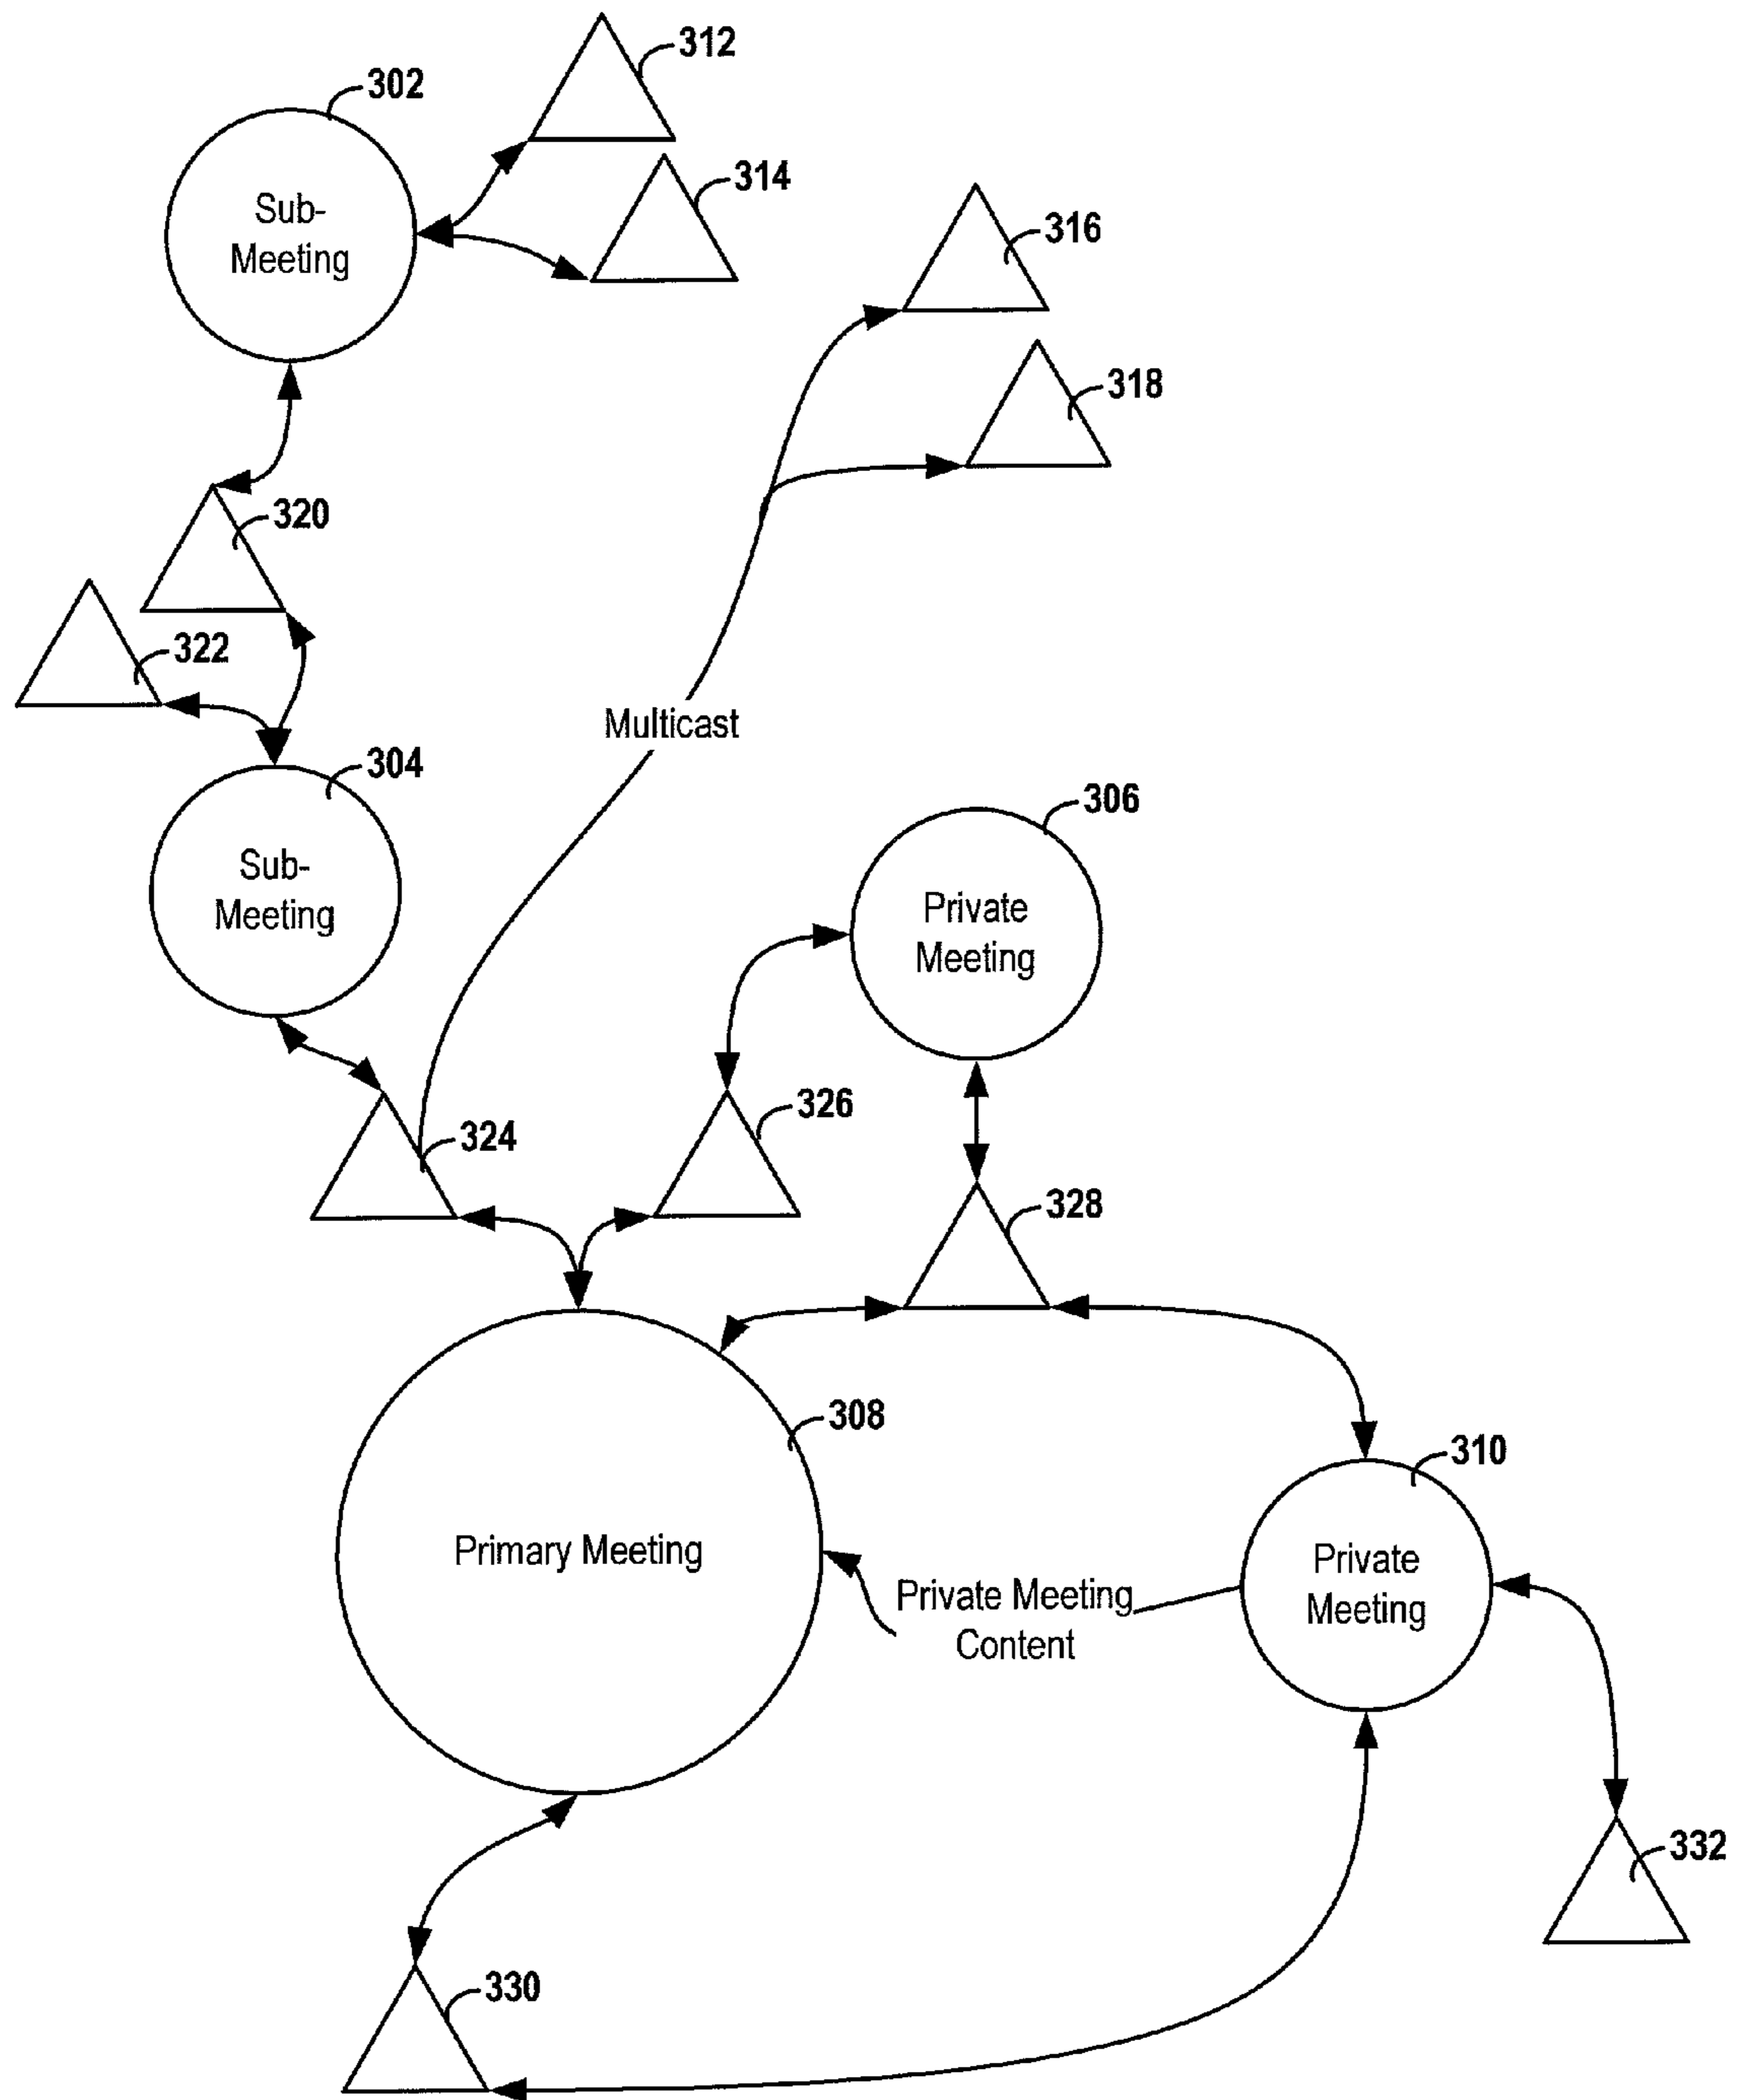 312
302
314
Sub-
Meeting
316
318
320
322
Multicast
304
306
Sub-
Meeting
Private
Meeting
326
324
328
308
310
Primary Meeting
Private
Meeting
Private Meeting
Content
332
330